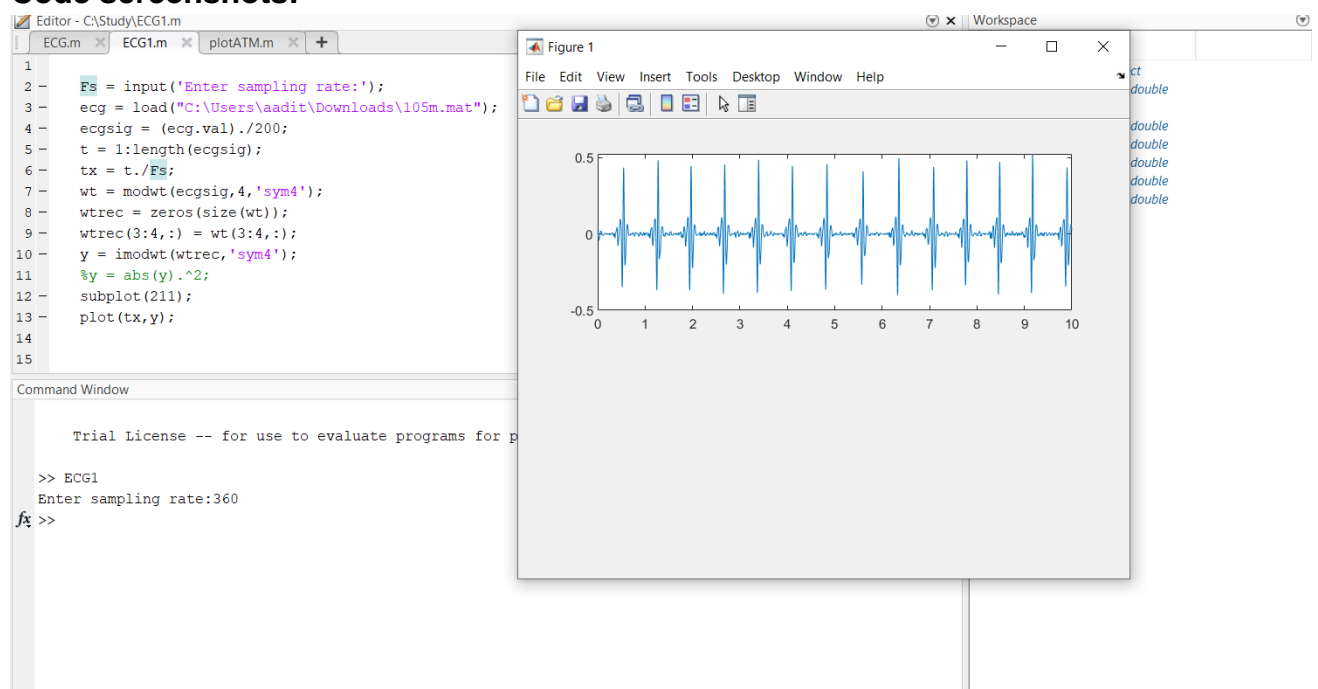 Code screenshots:
Editor - C:\Study\ECG1.m
ECG.m ECG1.m plotATM.m +
1
2 - Fs = input('Enter sampling rate:');
3 - ecg = load("C:\Users\aadit\Downloads\105m.mat");
4 - ecgsig = (ecg.val)./200;
5 - t = 1:length(ecgsig);
6 - tx = t./Fs;
7 - wt = modwt(ecgsig,4,'sym4');
8 - wtrec = zeros(size(wt));
9 - wtrec(3:4,:) = wt(3:4,:);
10 - y = imodwt(wtrec,'sym4');
11 %y = abs(y).^2;
12 - subplot(211);
13 - plot(tx,y);
14
15
Command Window
Trial License -- for use to evaluate programs for p
>> ECG1
Enter sampling rate:360
fx >>
Figure 1
File Edit View Insert Tools Desktop Window Help
0.5
0
-0.5
0 1 2 3 4 5 6 7 8 9 10
Workspace
ct
double
double
double
double
double
double